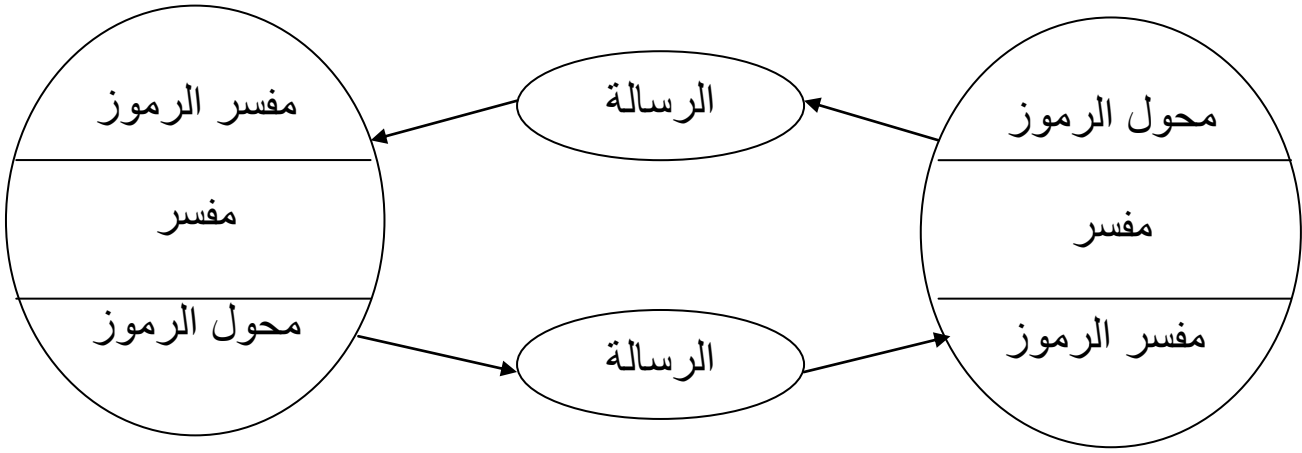 محول الرموز
مفسر
مفسر الرموز
الرسالة
الرسالة
مفسر الرموز
مفسر
محول الرموز